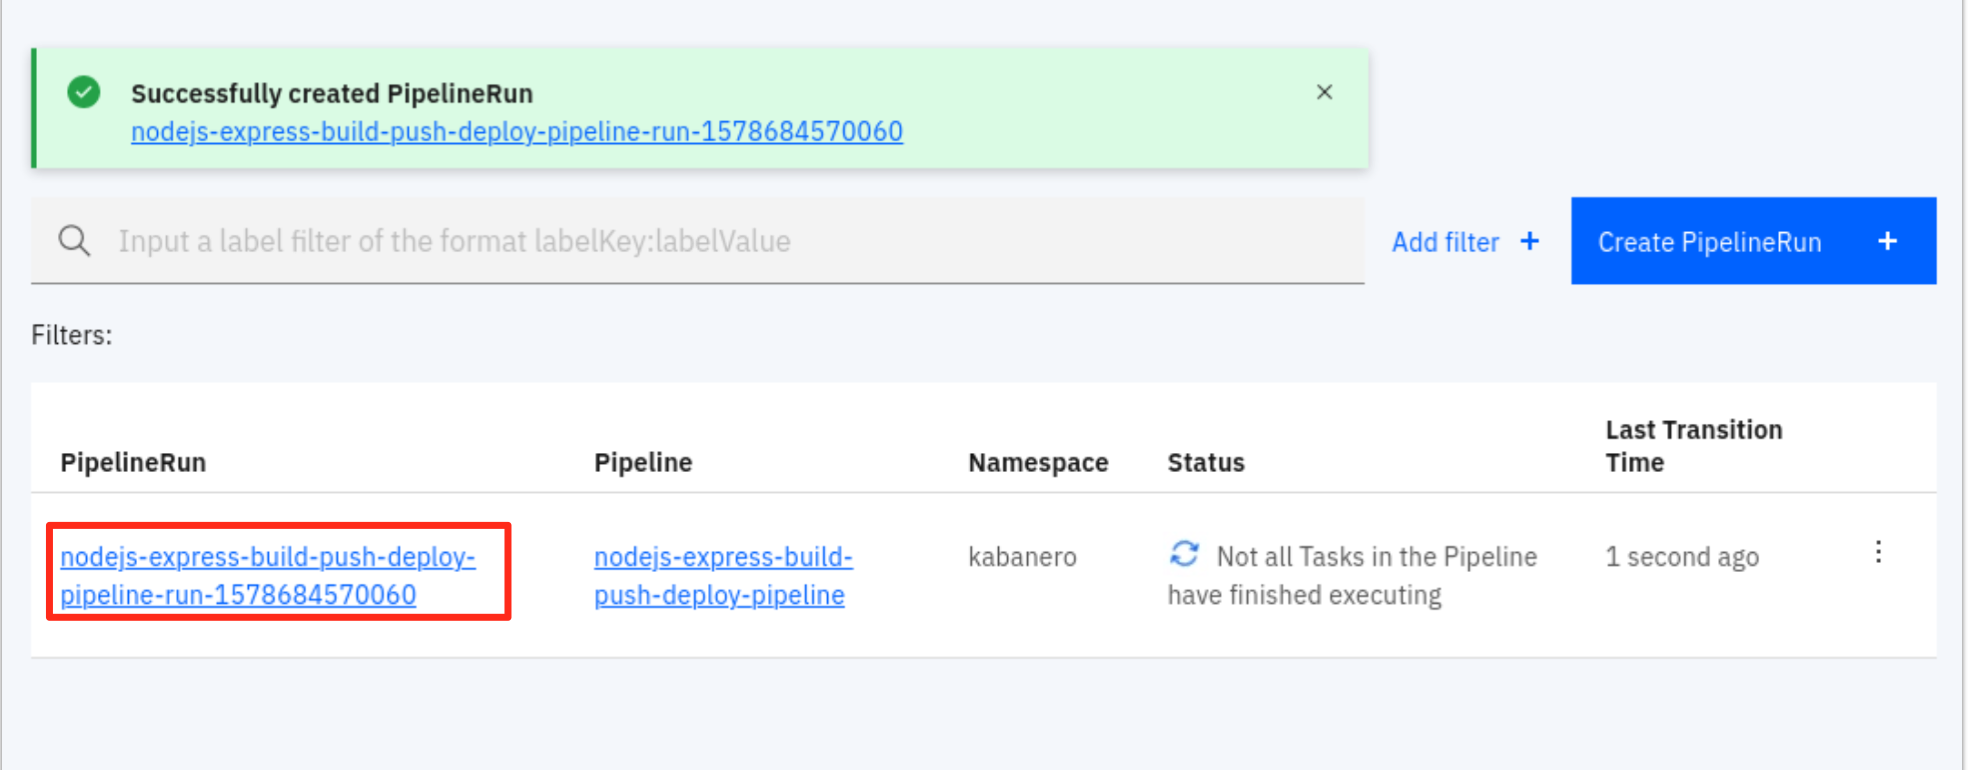 Successfully created PipelineRun
nodejs-express-build-push-deploy-pipeline-run-1578684570060
Input a label filter of the format labelKey:labelValue
Add filter +
Create PipelineRun +
Filters:
PipelineRun
Pipeline
Namespace
Status
Last Transition
Time
nodejs-express-build-push-deploy-
pipeline-run-1578684570060
nodejs-express-build-
push-deploy-pipeline
kabanero
Not all Tasks in the Pipeline
have finished executing
1 second ago